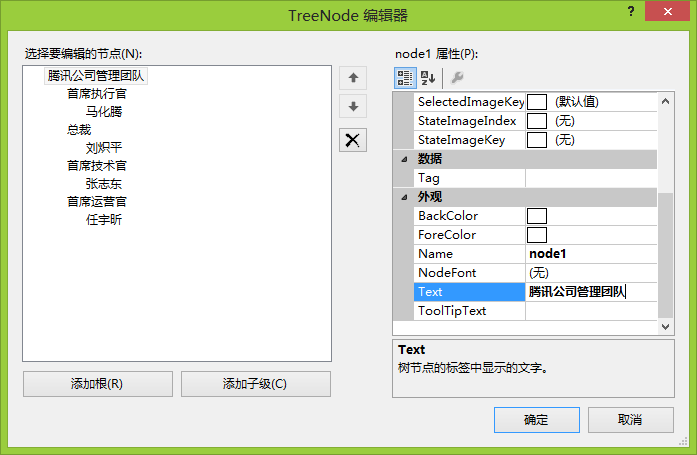 TreeNode 编辑器
?
选择要编辑的节点(N):
腾讯公司管理团队
首席执行官
马化腾
总裁
刘炽平
首席技术官
张志东
首席运营官
任宇昕
添加根(R)
添加子级(C)
node1 属性(P):
SelectedImageKey (默认值)
StateImageIndex (无)
StateImageKey (无)
数据
Tag
外观
BackColor
ForeColor
Name node1
NodeFont (无)
Text 腾讯公司管理团队
ToolTipText
Text
树节点的标签中显示的文字。
确定
取消